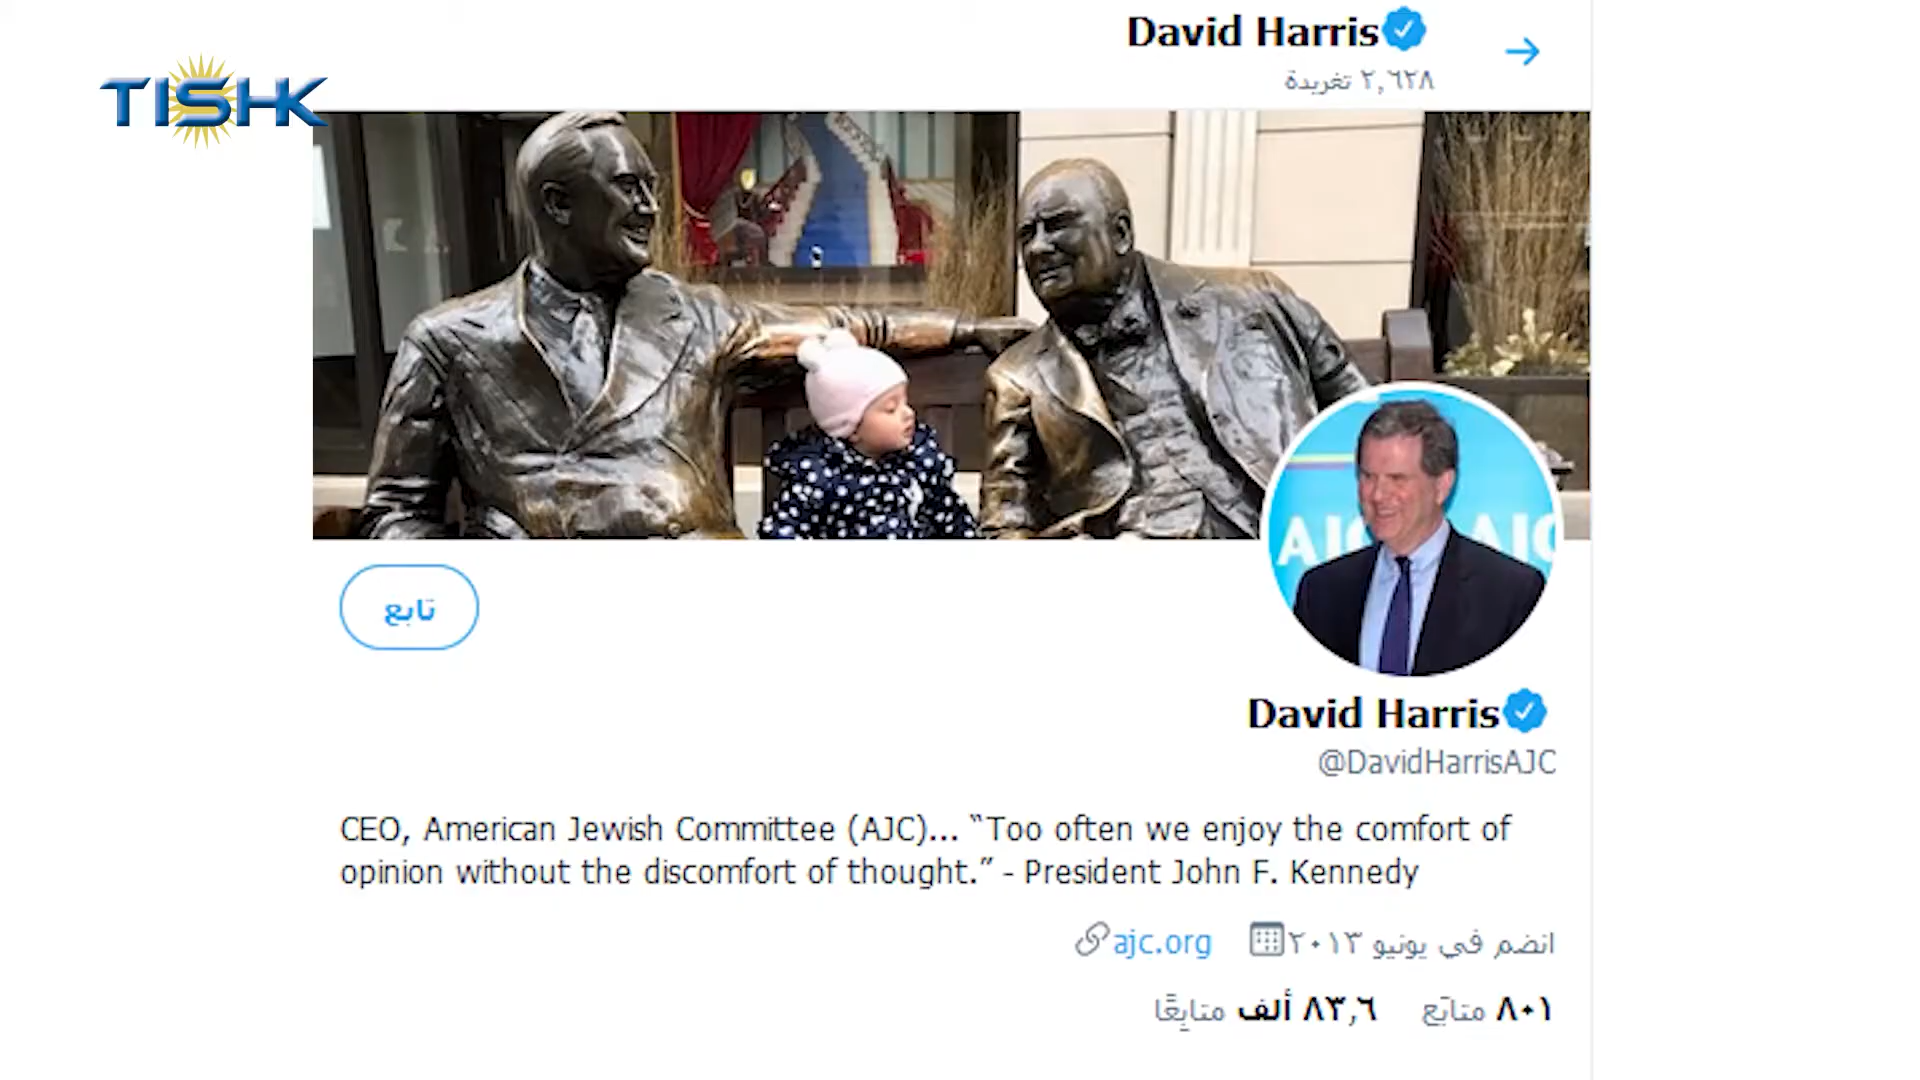 TISHK
David Harris
٢,٦٢٨ تغريدة
AJC AJC
تابع
David Harris
@DavidHarrisAJC
CEO, American Jewish Committee (AJC)... “Too often we enjoy the comfort of
opinion without the discomfort of thought.” - President John F. Kennedy
انضم في يونيو ٢٠١٣ ajc.org
٨٠١ متابَع ٨٣,٦ ألف متابِعًا